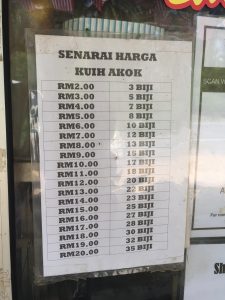 SENARAI HARGA
KUIH AKOK
RM2.00 3 BIJI
RM3.00 5 BIJI
RM4.00 7 BIJI
RM5.00 8 BIJI
RM6.00 10 BIJI
RM7.00 12 BIJI
RM8.00 13 BIJI
RM9.00 15 BIJI
RM10.00 17 BIJI
RM11.00 18 BIJI
RM12.00 20 BIJI
RM13.00 22 BIJI
RM14.00 23 BIJI
RM15.00 25 BIJI
RM16.00 27 BIJI
RM17.00 28 BIJI
RM18.00 30 BIJI
RM19.00 32 BIJI
RM20.00 35 BIJI
SCAN